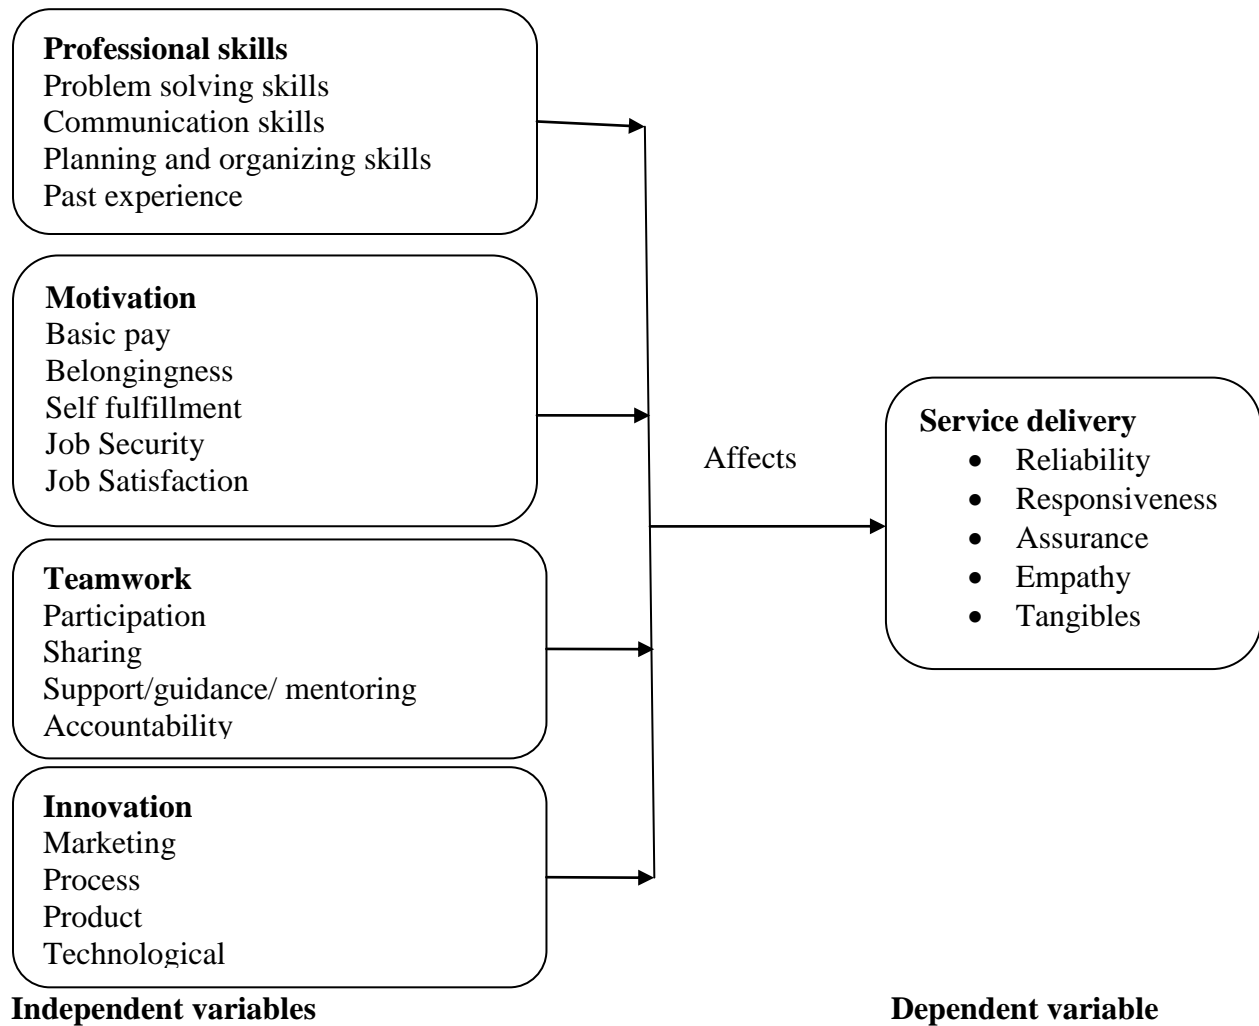 Professional skills
Problem solving skills
Communication skills
Planning and organizing skills
Past experience
Motivation
Basic pay
Belongingness
Self fulfillment
Job Security
Job Satisfaction
Teamwork
Participation
Sharing
Support/guidance/ mentoring
Accountability
Innovation
Marketing
Process
Product
Technological
Affects
Service delivery
• Reliability
• Responsiveness
• Assurance
• Empathy
• Tangibles
Independent variables
Dependent variable